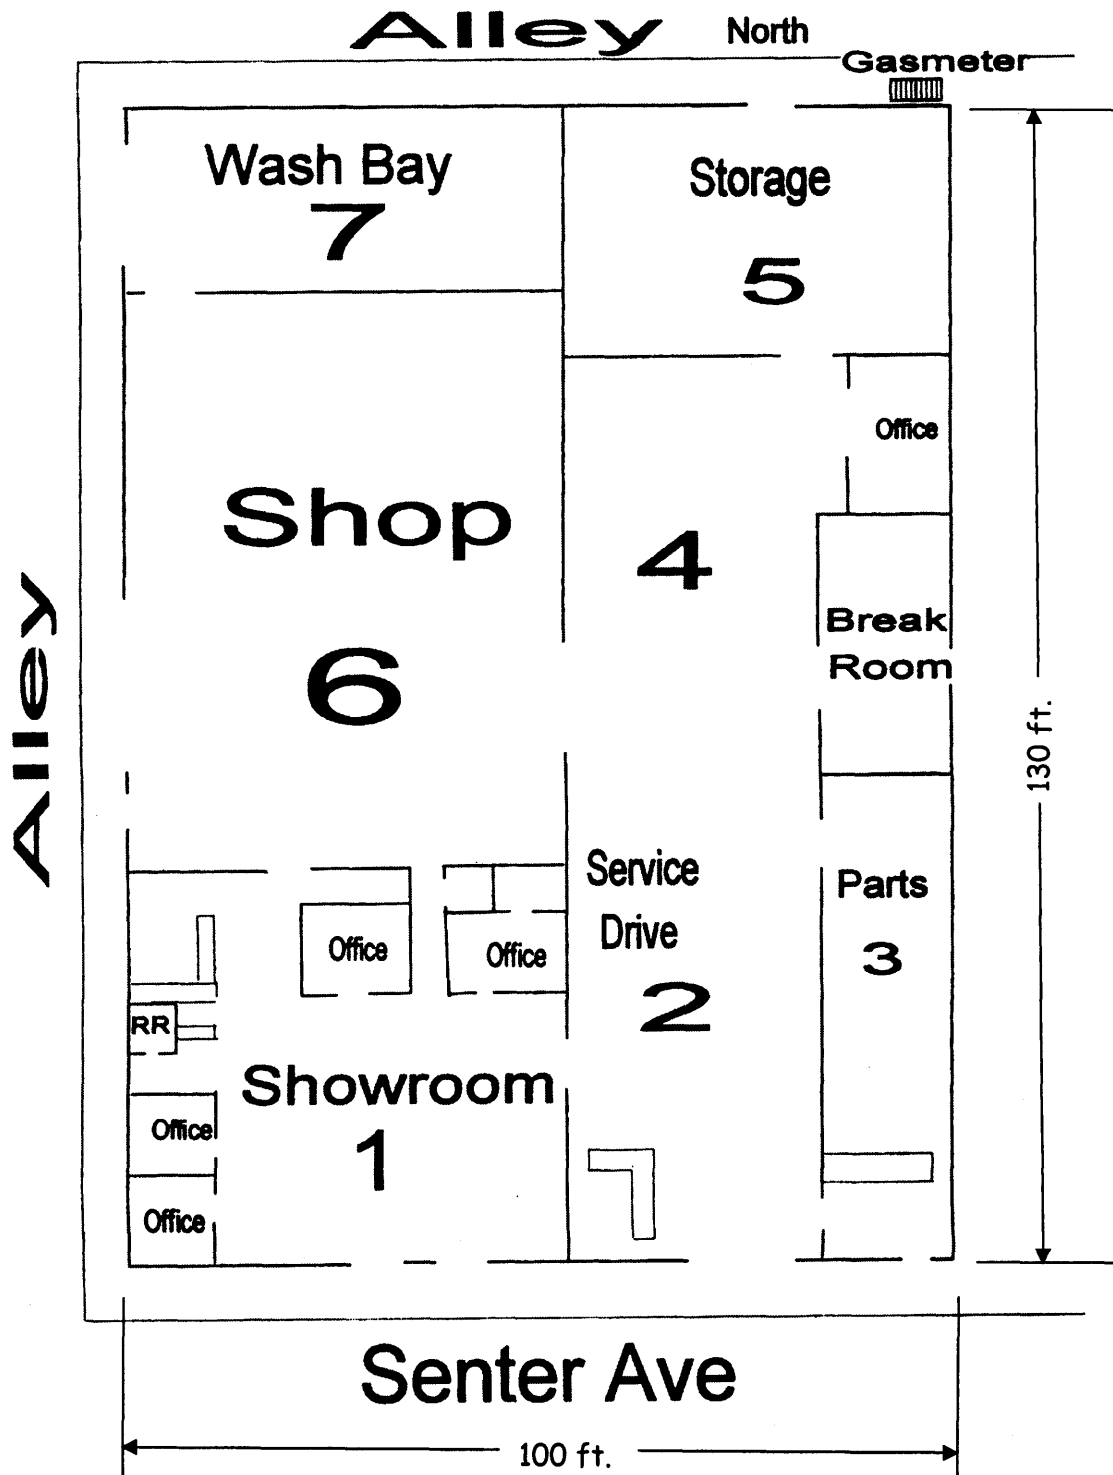 Alley North
Gasmeter
Wash Bay
7
Storage
5
Office
Shop
4
Break
Room
6
Alley
130 ft.
Service
Drive
Parts
3
Office
Office
2
RR
Showroom
1
Office
Office
Senter Ave
100 ft.